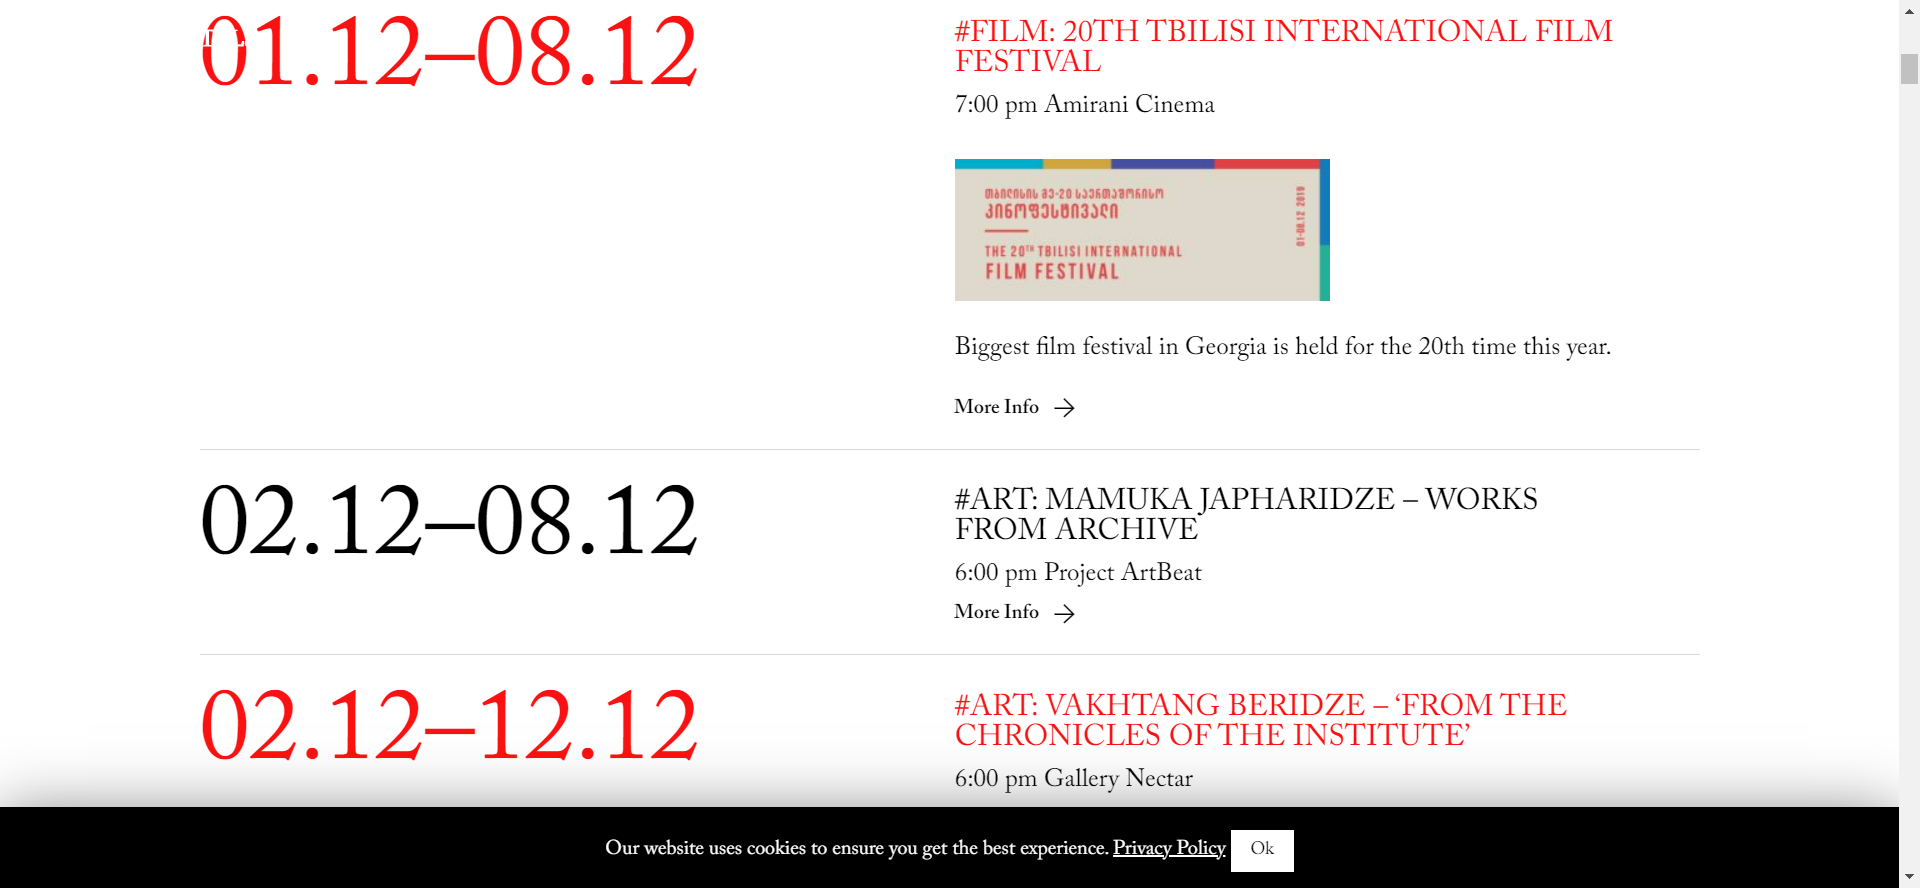 01.12–08.12
#FILM: 20TH TBILISI INTERNATIONAL FILM
FESTIVAL
7:00 pm Amirani Cinema
თბილისის მე-20 საერთაშორისო
კინოფესტივალი
THE 20TH TBILISI INTERNATIONAL
FILM FESTIVAL
01-08.12 2019
Biggest film festival in Georgia is held for the 20th time this year.
More Info
02.12–08.12
#ART: MAMUKA JAPHARIDZE – WORKS
FROM ARCHIVE
6:00 pm Project ArtBeat
More Info
02.12–12.12
#ART: VAKHTANG BERIDZE – ‘FROM THE
CHRONICLES OF THE INSTITUTE’
6:00 pm Gallery Nectar
Our website uses cookies to ensure you get the best experience. Privacy Policy Ok